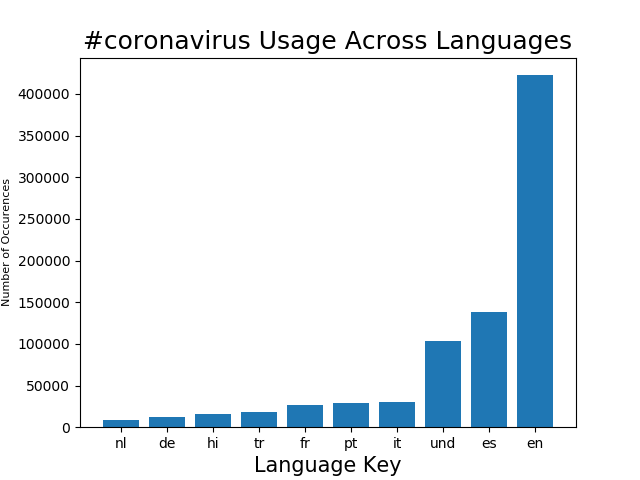 #coronavirus Usage Across Languages
Number of Occurences
400000
350000
300000
250000
200000
150000
100000
50000
0
nl de hi tr fr pt it und es en
Language Key